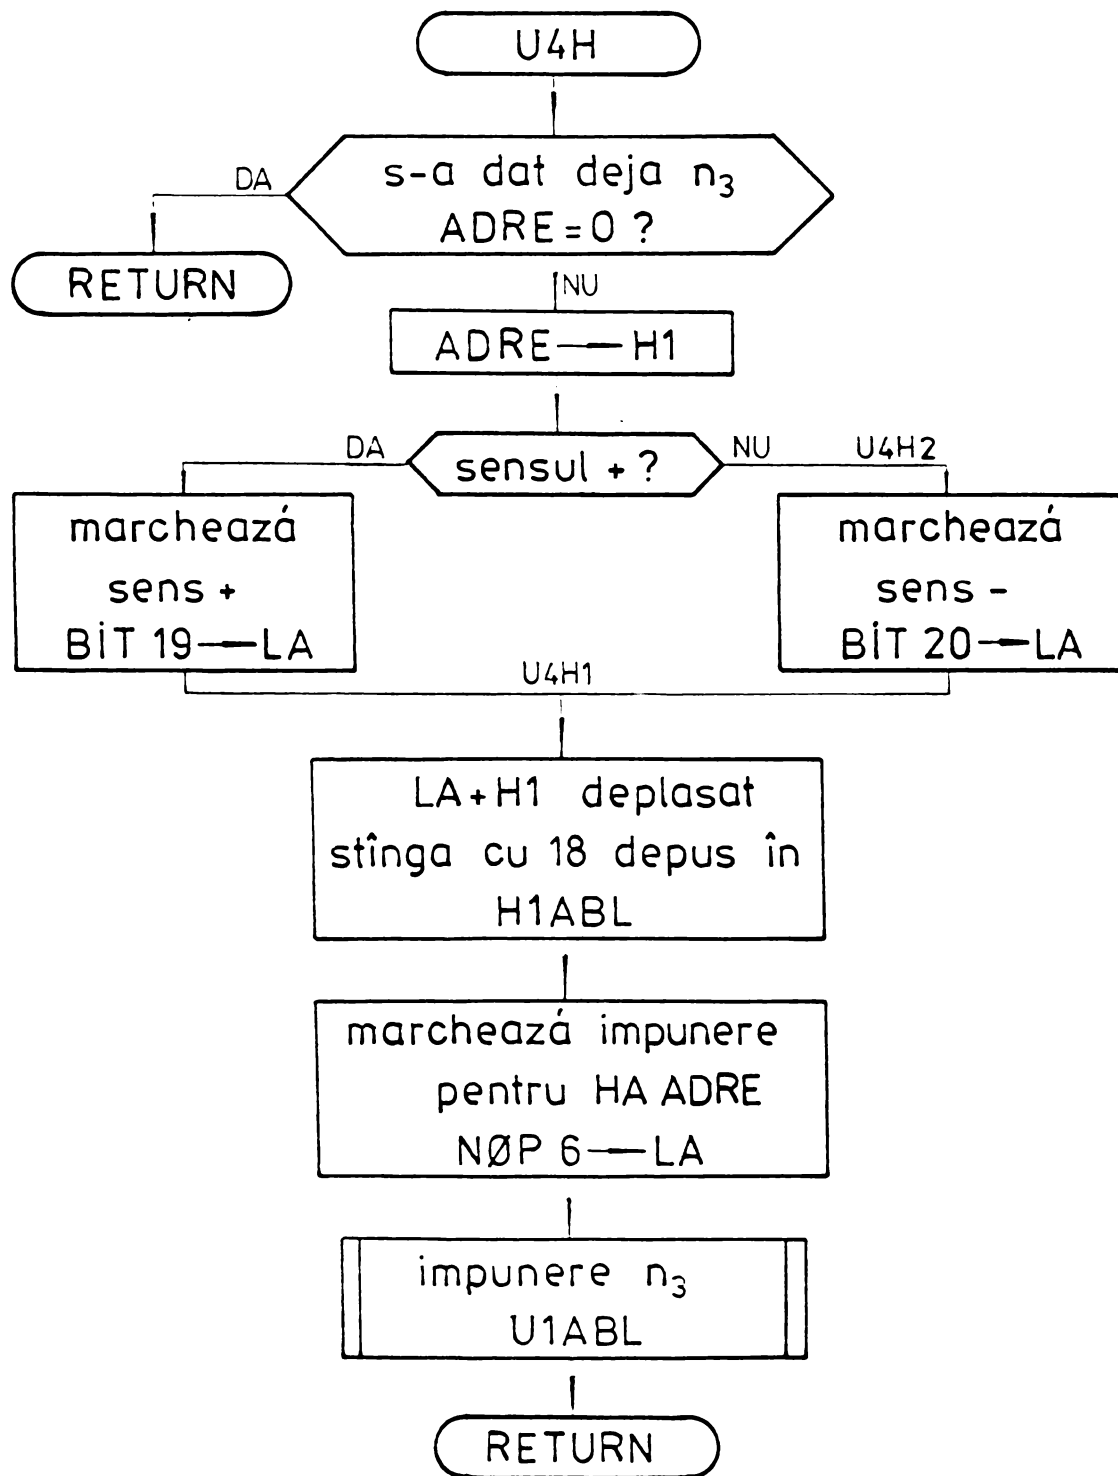 U4H
s-a dat deja n₃
ADRE = 0 ?
DA
RETURN
NU
ADRE → H1
sensul + ?
DA
NU
U4H2
marchează
sens +
BİT 19 → LA
marchează
sens -
BİT 20 → LA
U4H1
LA + H1 deplasat
stînga cu 18 depus în
H1ABL
marchează impunere
pentru HA ADRE
NØP 6 → LA
impunere n₃
U1ABL
RETURN